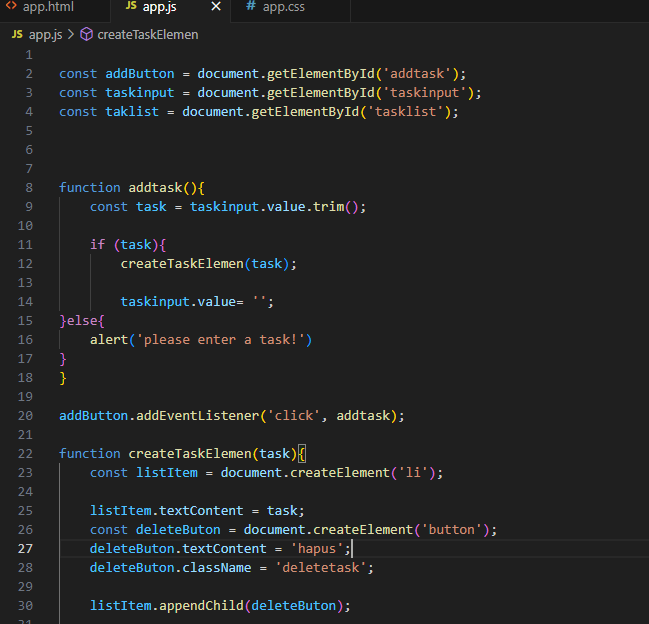 <> app.html JS app.js × # app.css
JS app.js > createTaskElemen
1
2 const addButton = document.getElementById('addtask');
3 const taskinput = document.getElementById('taskinput');
4 const taklist = document.getElementById('tasklist');
5
6
7
8 function addtask(){
9     const task = taskinput.value.trim();
10
11     if (task){
12         createTaskElemen(task);
13
14         taskinput.value= '';
15 }else{
16     alert('please enter a task!')
17 }
18 }
19
20 addButton.addEventListener('click', addtask);
21
22 function createTaskElemen(task){
23     const listItem = document.createElement('li');
24
25     listItem.textContent = task;
26     const deleteButon = document.createElement('button');
27     deleteButon.textContent = 'hapus';
28     deleteButon.className = 'deletetask';
29
30     listItem.appendChild(deleteButon);
31